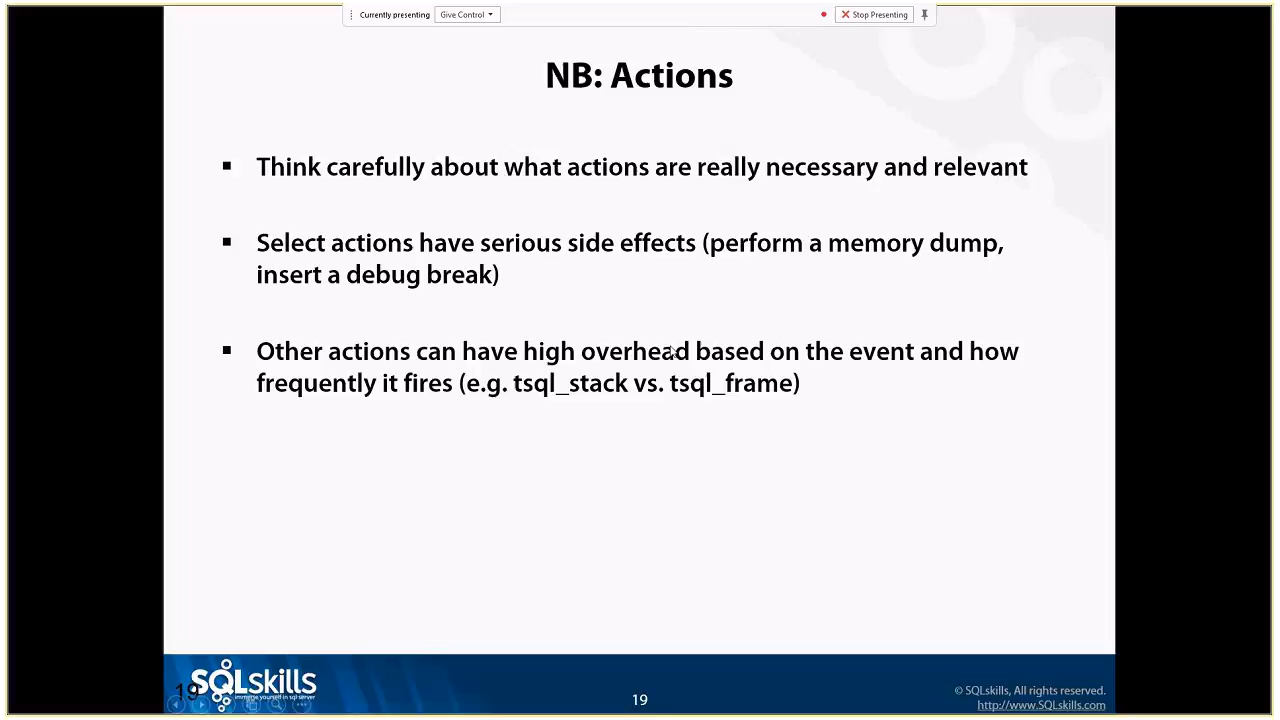 Currently presenting Give Control Stop Presenting
NB: Actions
Think carefully about what actions are really necessary and relevant
Select actions have serious side effects (perform a memory dump,
insert a debug break)
Other actions can have high overhead based on the event and how
frequently it fires (e.g. tsql_stack vs. tsql_frame)
19
SQLskills
immerse yourself in sql server
19
© SQLskills, All rights reserved.
http://www.SQLskills.com